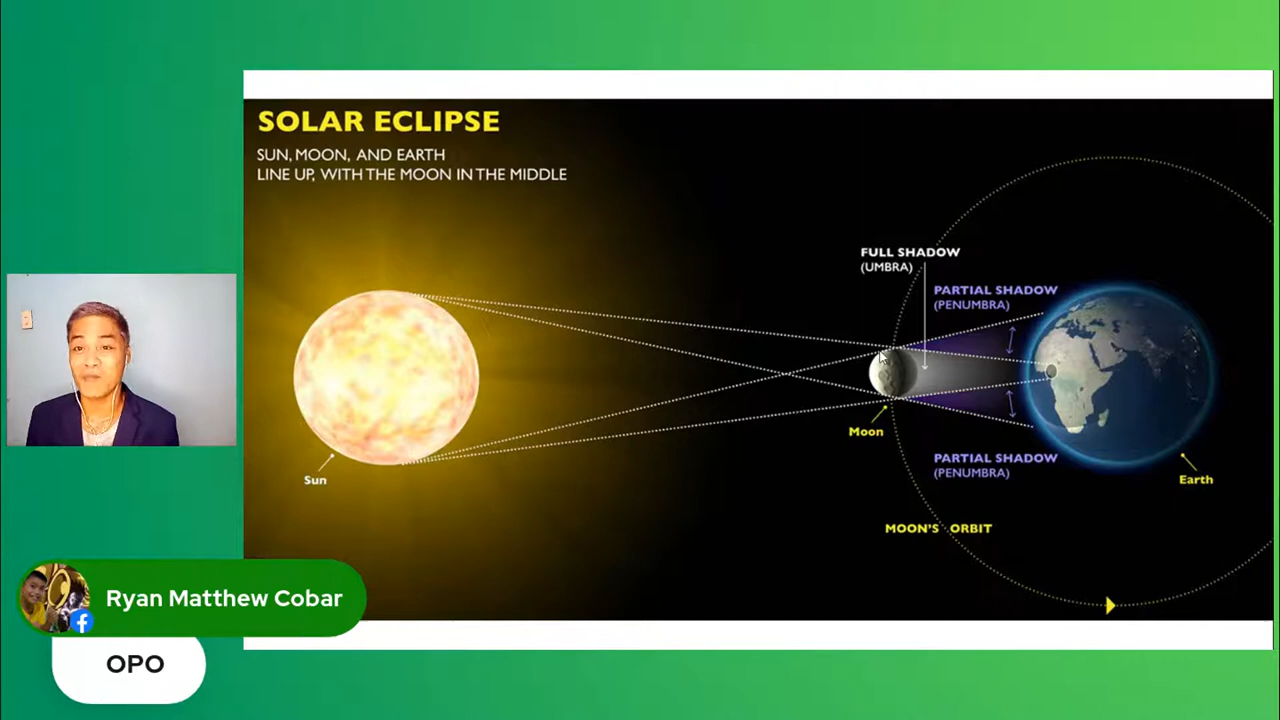 SOLAR ECLIPSE
SUN, MOON, AND EARTH
LINE UP, WITH THE MOON IN THE MIDDLE
FULL SHADOW
(UMBRA)
PARTIAL SHADOW
(PENUMBRA)
Moon
PARTIAL SHADOW
(PENUMBRA)
Sun
Earth
MOON'S ORBIT
Ryan Matthew Cobar
OPO